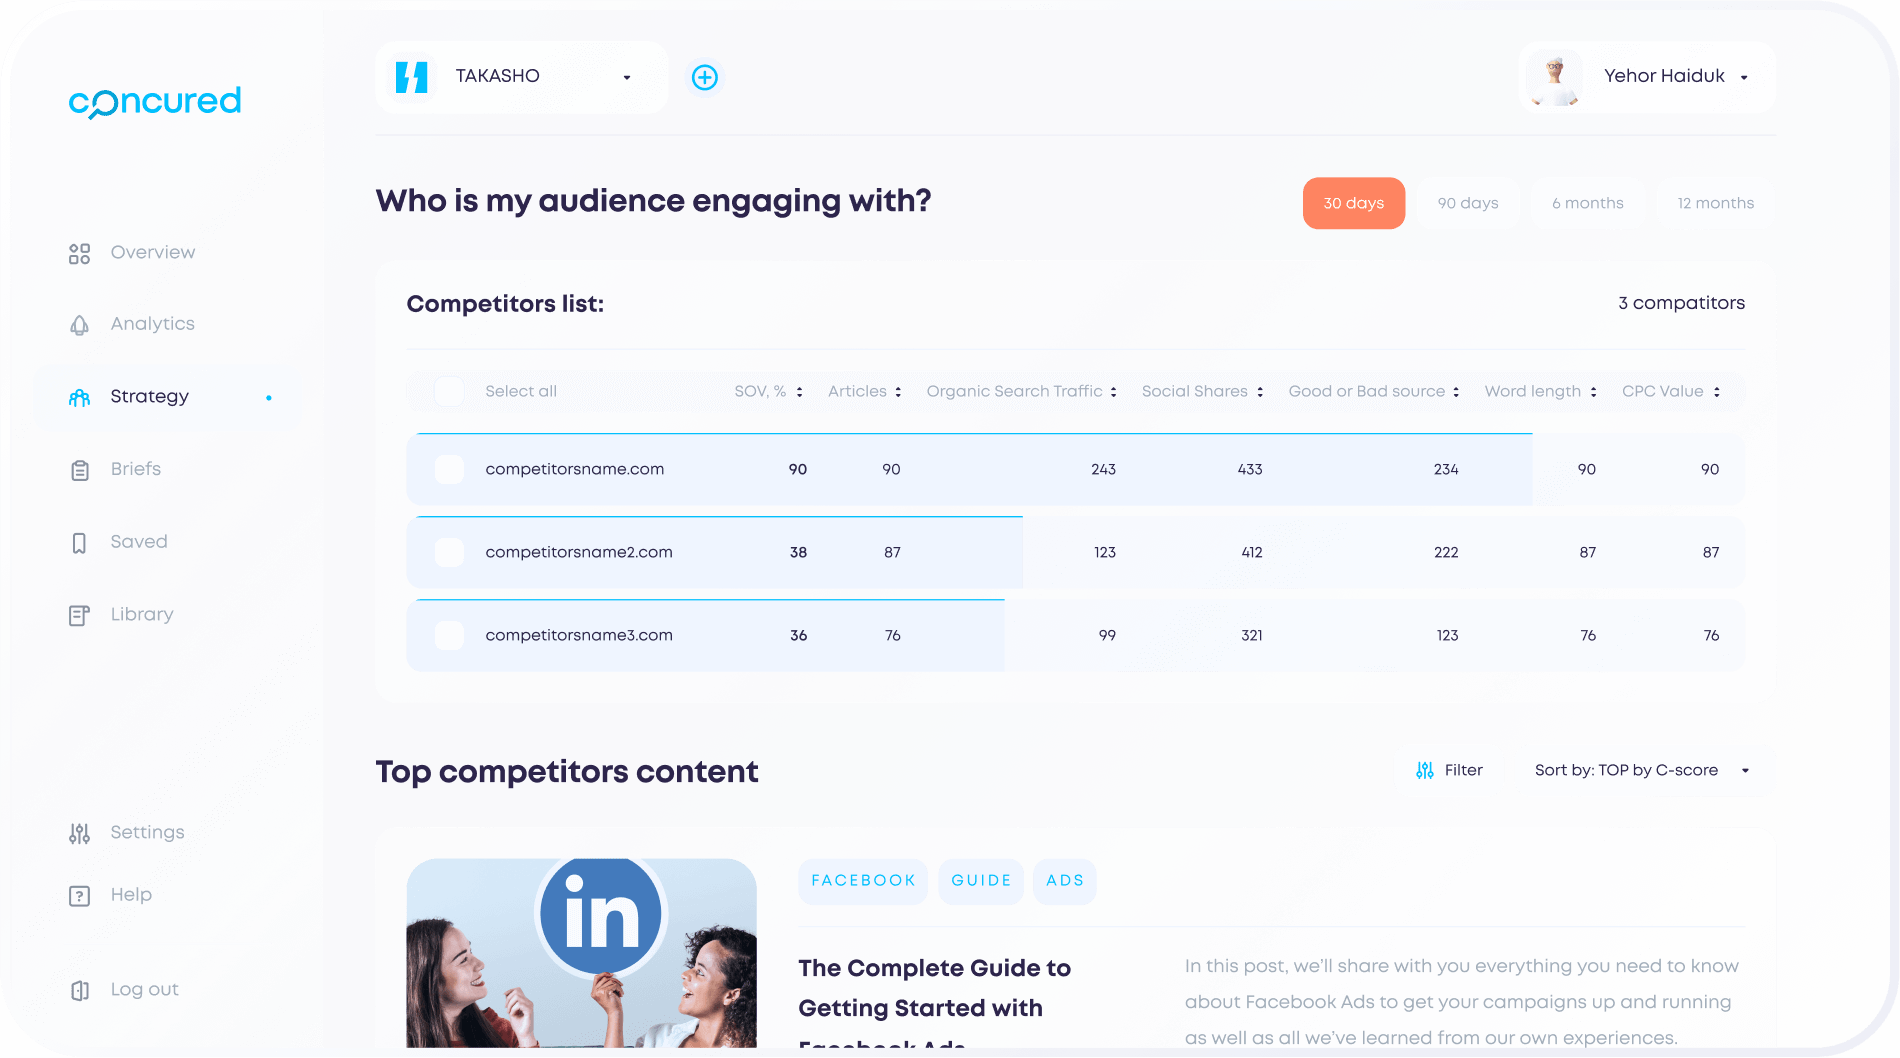 concured
TAKASHO
Yehor Haiduk
Who is my audience engaging with?
30 days
90 days
6 months
12 months
Overview
Analytics
Strategy
Briefs
Saved
Library
Settings
Help
Log out
Competitors list:
3 compatitors
Select all SOV, % Articles Organic Search Traffic Social Shares Good or Bad source Word length CPC Value
competitorsname.com 90 90 243 433 234 90 90
competitorsname2.com 38 87 123 412 222 87 87
competitorsname3.com 36 76 99 321 123 76 76
Top competitors content
Filter
Sort by: TOP by C-score
in
FACEBOOK
GUIDE
ADS
The Complete Guide to
Getting Started with
Facebook Ads
In this post, we’ll share with you everything you need to know
about Facebook Ads to get your campaigns up and running
as well as all we’ve learned from our own experiences.